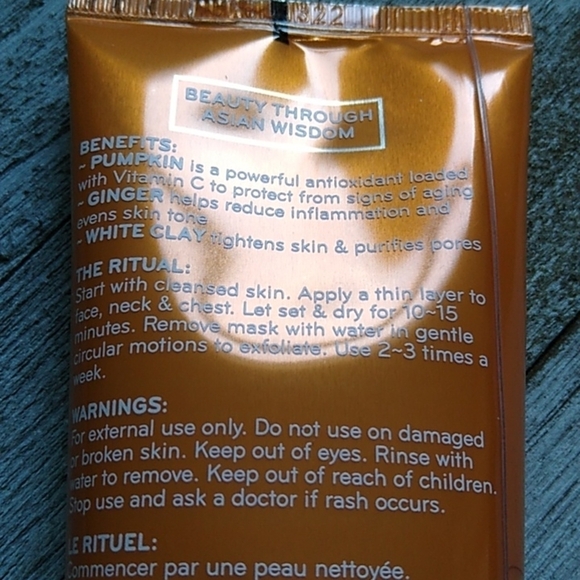 BEAUTY THROUGH
ASIAN WISDOM
BENEFITS:
~ PUMPKIN is a powerful antioxidant loaded
with Vitamin C to protect from signs of aging
~ GINGER helps reduce inflammation and
evens skin tone
~ WHITE CLAY tightens skin & purifies pores
THE RITUAL:
Start with cleansed skin. Apply a thin layer to
face, neck & chest. Let set & dry for 10~15
minutes. Remove mask with water in gentle
circular motions to exfoliate. Use 2~3 times a
week.
WARNINGS:
For external use only. Do not use on damaged
or broken skin. Keep out of eyes. Rinse with
water to remove. Keep out of reach of children.
Stop use and ask a doctor if rash occurs.
LE RITUEL:
Commencer par une peau nettoyée.